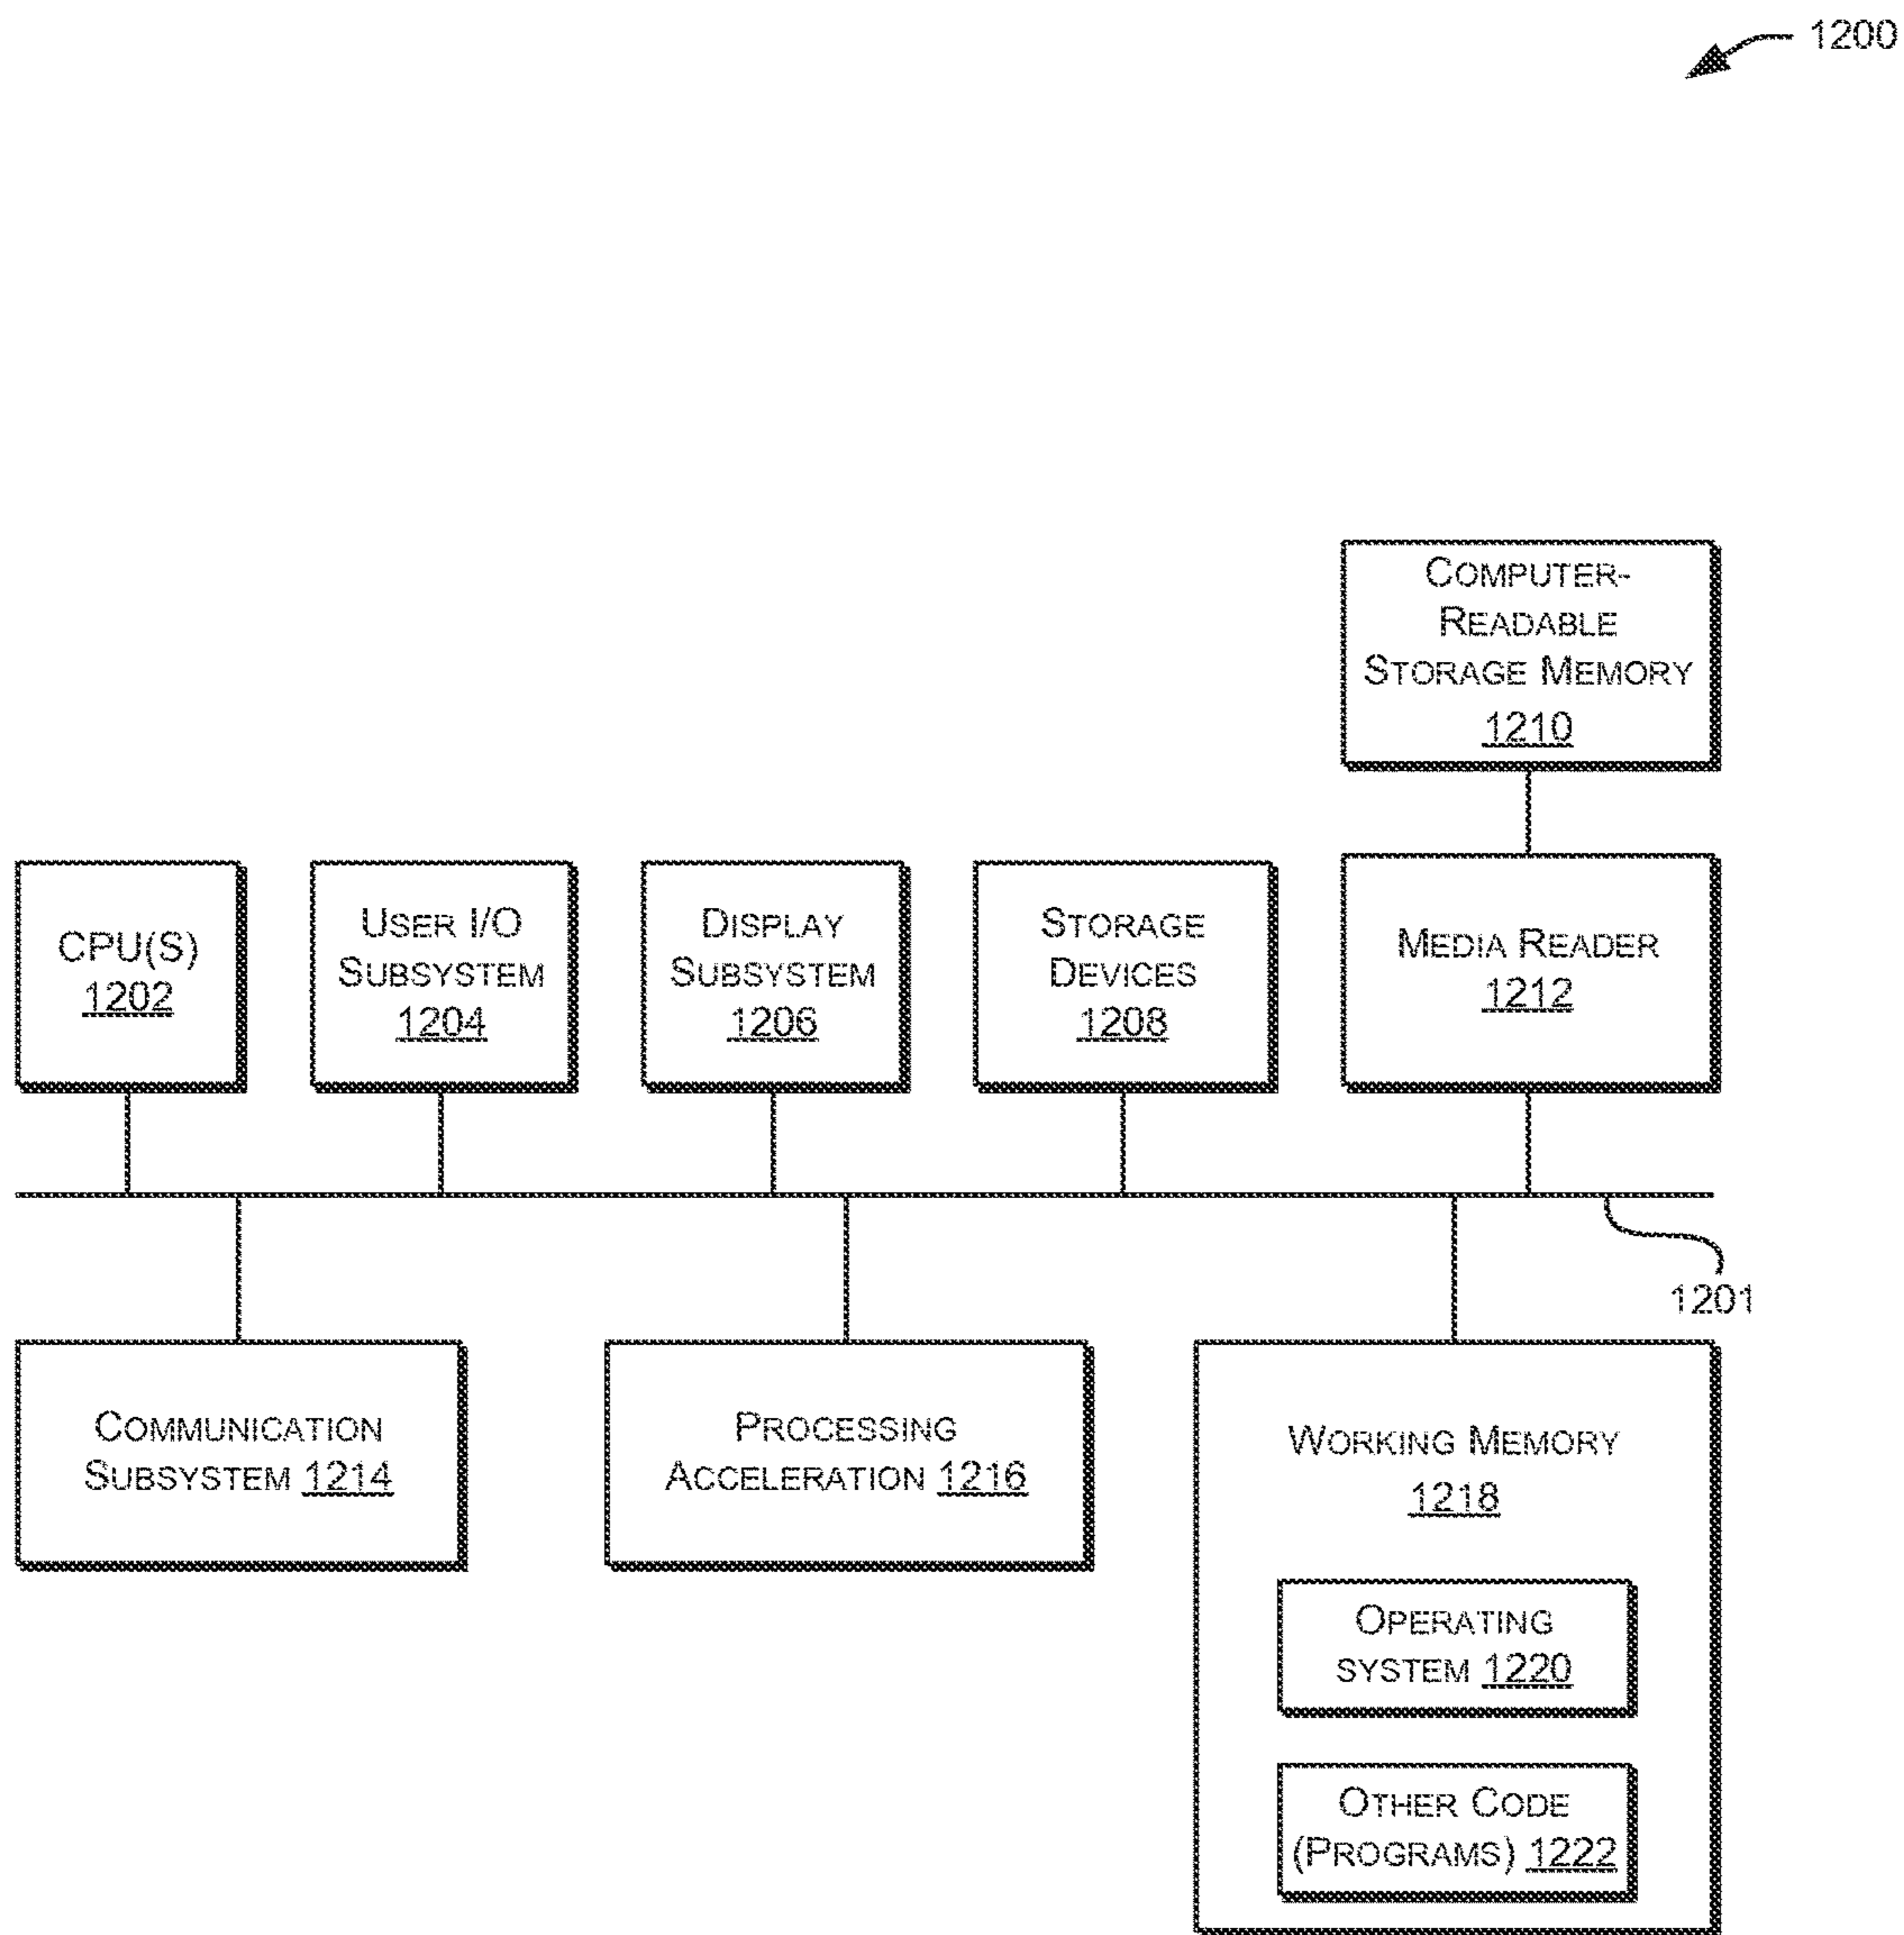 1200
COMPUTER-
READABLE
STORAGE MEMORY
1210
CPU(S)
1202
USER I/O
SUBSYSTEM
1204
DISPLAY
SUBSYSTEM
1206
STORAGE
DEVICES
1208
MEDIA READER
1212
1201
COMMUNICATION
SUBSYSTEM 1214
PROCESSING
ACCELERATION 1216
WORKING MEMORY
1218
OPERATING
SYSTEM 1220
OTHER CODE
(PROGRAMS) 1222